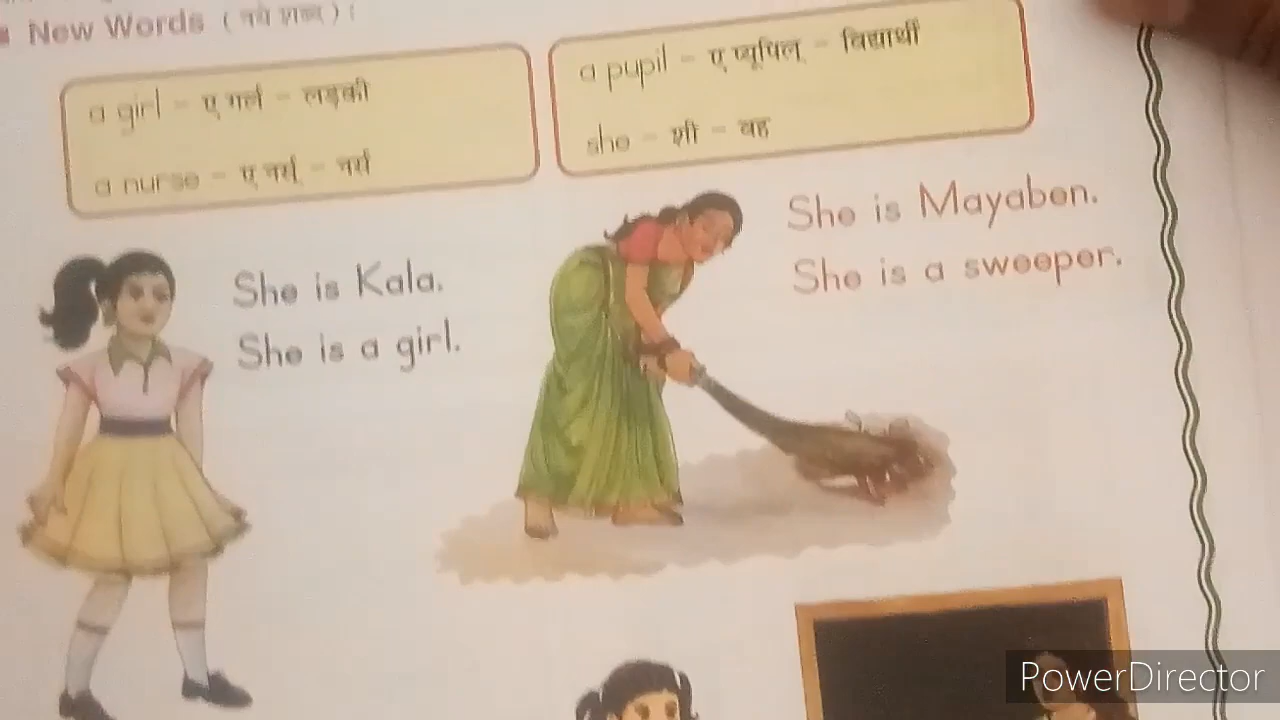 New Words ( नये शब्द ) :
a girl - ए गर्ल - लड़की
a nurse - ए नर्स् - नर्स
a pupil - ए प्यूपिल् - विद्यार्थी
she - शी - वह
She is Kala.
She is a girl.
She is Mayaben.
She is a sweeper.
PowerDirector